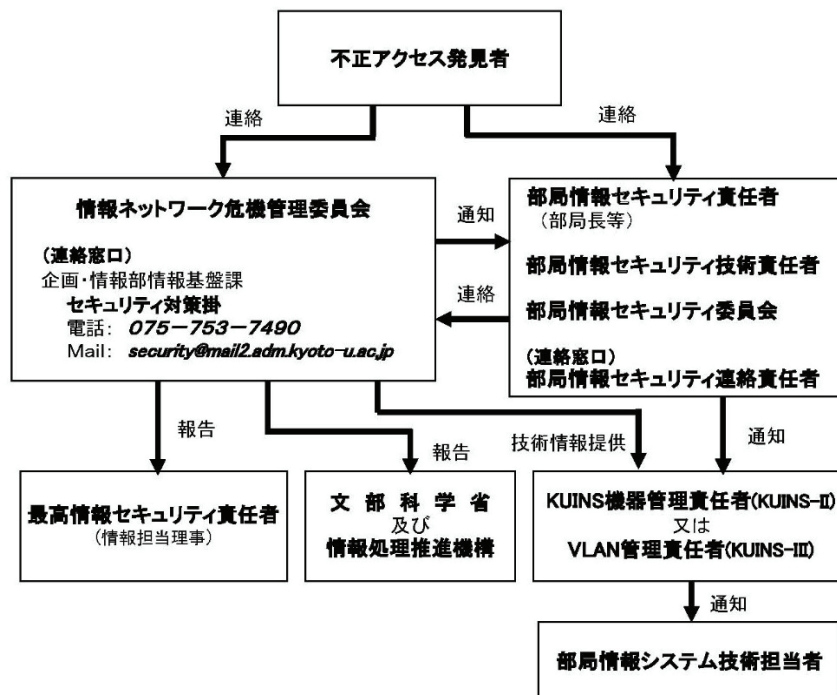 不正アクセス発見者
連絡
連絡
情報ネットワーク危機管理委員会
(連絡窓口)
企画・情報部情報基盤課
セキュリティ対策掛
電話： 075－753－7490
Mail： security@mail2.adm.kyoto-u.ac.jp
通知
連絡
部局情報セキュリティ責任者
（部局長等）
部局情報セキュリティ技術責任者
部局情報セキュリティ委員会
(連絡窓口)
部局情報セキュリティ連絡責任者
報告
報告
技術情報提供
通知
最高情報セキュリティ責任者
(情報担当理事)
文 部 科 学 省
及び
情報処理推進機構
KUINS機器管理責任者(KUINS-Ⅱ)
又は
VLAN管理責任者(KUINS-Ⅲ)
通知
部局情報システム技術担当者